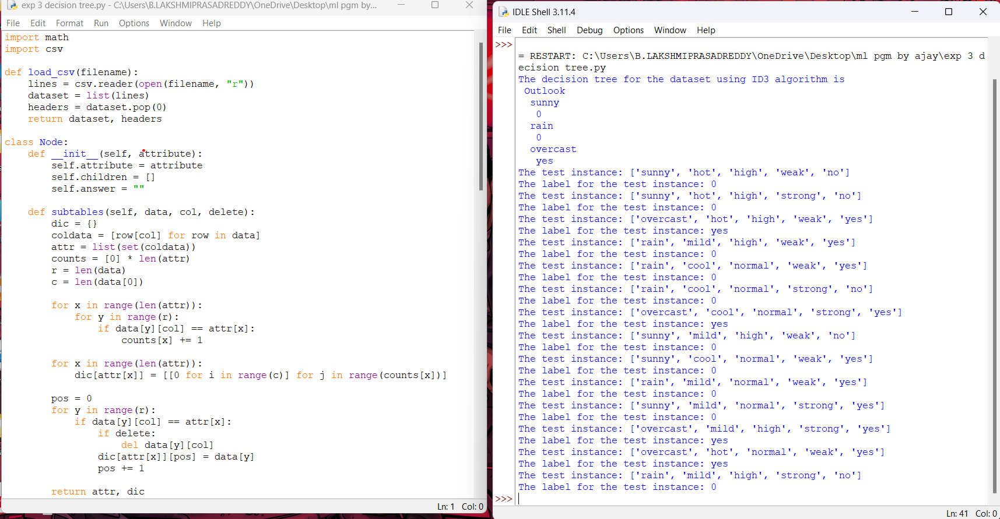 exp 3 decision tree.py - C:\Users\B.LAKSHMIPRASADREDDY\OneDrive\Desktop\ml pgm by...
File Edit Format Run Options Window Help
import math
import csv
def load_csv(filename):
    lines = csv.reader(open(filename, "r"))
    dataset = list(lines)
    headers = dataset.pop(0)
    return dataset, headers
class Node:
    def __init__(self, attribute):
        self.attribute = attribute
        self.children = []
        self.answer = ""
    def subtables(self, data, col, delete):
        dic = {}
        coldata = [row[col] for row in data]
        attr = list(set(coldata))
        counts = [0] * len(attr)
        r = len(data)
        c = len(data[0])
        for x in range(len(attr)):
            for y in range(r):
                if data[y][col] == attr[x]:
                    counts[x] += 1
        for x in range(len(attr)):
            dic[attr[x]] = [[0 for i in range(c)] for j in range(counts[x])]
        pos = 0
        for y in range(r):
            if data[y][col] == attr[x]:
                if delete:
                    del data[y][col]
                dic[attr[x]][pos] = data[y]
                pos += 1
        return attr, dic
Ln: 1 Col: 0
IDLE Shell 3.11.4
File Edit Shell Debug Options Window Help
>>>
= RESTART: C:\Users\B.LAKSHMIPRASADREDDY\OneDrive\Desktop\ml pgm by ajay\exp 3 d
ecision tree.py
The decision tree for the dataset using ID3 algorithm is
 Outlook
  sunny
   0
  rain
   0
  overcast
   yes
The test instance: ['sunny', 'hot', 'high', 'weak', 'no']
The label for the test instance: 0
The test instance: ['sunny', 'hot', 'high', 'strong', 'no']
The label for the test instance: 0
The test instance: ['overcast', 'hot', 'high', 'weak', 'yes']
The label for the test instance: yes
The test instance: ['rain', 'mild', 'high', 'weak', 'yes']
The label for the test instance: 0
The test instance: ['rain', 'cool', 'normal', 'weak', 'yes']
The label for the test instance: 0
The test instance: ['rain', 'cool', 'normal', 'strong', 'no']
The label for the test instance: 0
The test instance: ['overcast', 'cool', 'normal', 'strong', 'yes']
The label for the test instance: yes
The test instance: ['sunny', 'mild', 'high', 'weak', 'no']
The label for the test instance: 0
The test instance: ['sunny', 'cool', 'normal', 'weak', 'yes']
The label for the test instance: 0
The test instance: ['rain', 'mild', 'normal', 'weak', 'yes']
The label for the test instance: 0
The test instance: ['sunny', 'mild', 'normal', 'strong', 'yes']
The label for the test instance: 0
The test instance: ['overcast', 'mild', 'high', 'strong', 'yes']
The label for the test instance: yes
The test instance: ['overcast', 'hot', 'normal', 'weak', 'yes']
The label for the test instance: yes
The test instance: ['rain', 'mild', 'high', 'strong', 'no']
The label for the test instance: 0
>>>
Ln: 41 Col: 0